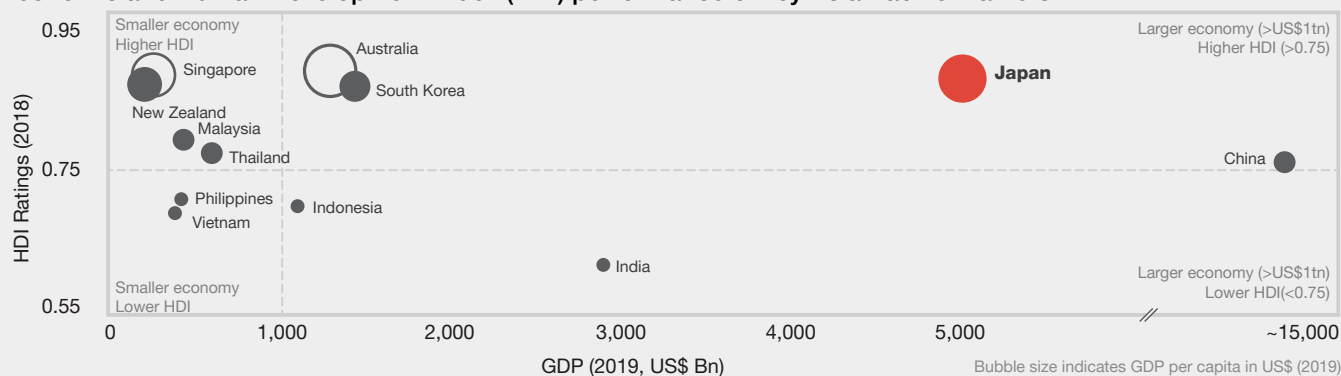 0.95
Smaller economy
Higher HDI
Australia
Larger economy (>US$1tn)
Higher HDI (>0.75)
Singapore
Japan
South Korea
New Zealand
Malaysia
Thailand
China
HDI Ratings (2018)
0.75
Philippines
Vietnam
Indonesia
India
Larger economy (>US$1tn)
Lower HDI(<0.75)
Smaller economy
Lower HDI
0.55
0 1,000 2,000 3,000 4,000 5,000 ~15,000
GDP (2019, US$ Bn)
Bubble size indicates GDP per capita in US$ (2019)